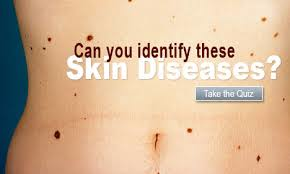 Can you identify these
Skin Diseases?
Take the Quiz